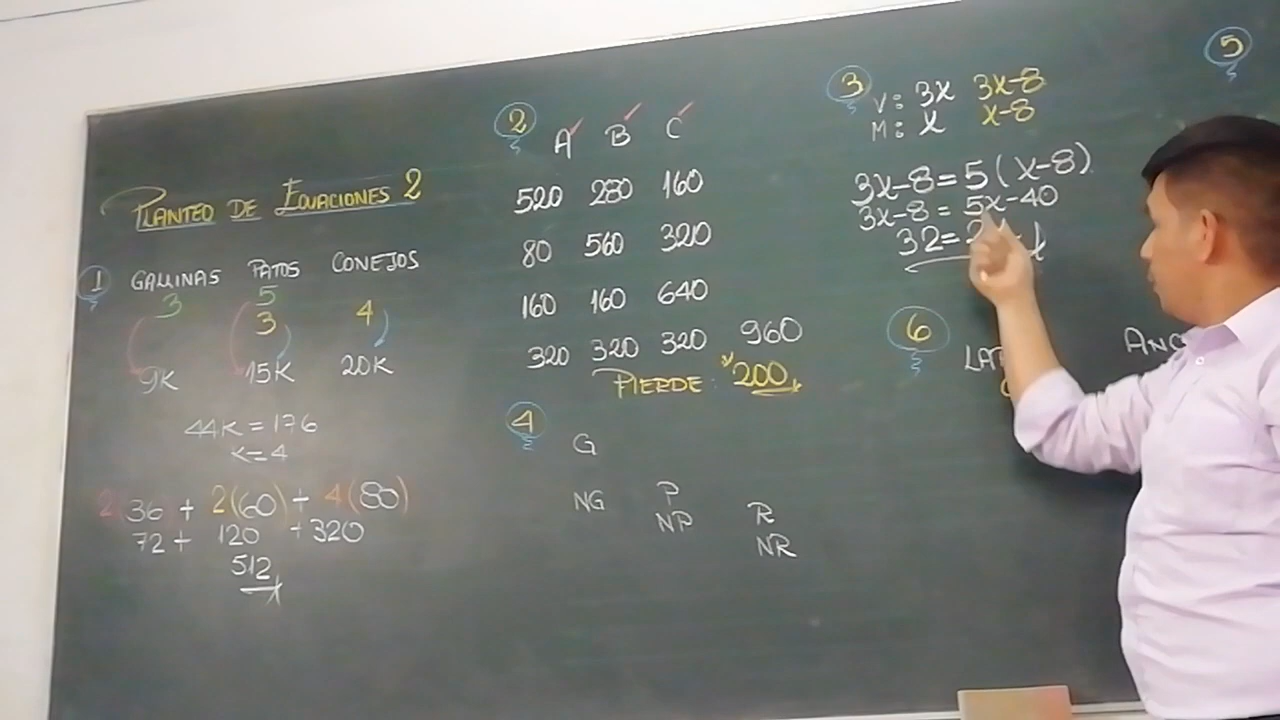 PLANTEO DE ECUACIONES 2
1 GALLINAS PATOS CONEJOS
5
3 3 4
9K 15K 20K
44K = 176
K = 4
2(36 + 2(60) + 4(80)
72 + 120 + 320
512
2 A B C
520 280 160
80 560 320
160 160 640
320 320 320 960
PIERDE: 200
4
G
NG P
NP R
NR
3 V: 3x 3x-8
M: x x-8
3x-8 = 5(x-8)
3x-8 = 5x-40
32 =
6
5